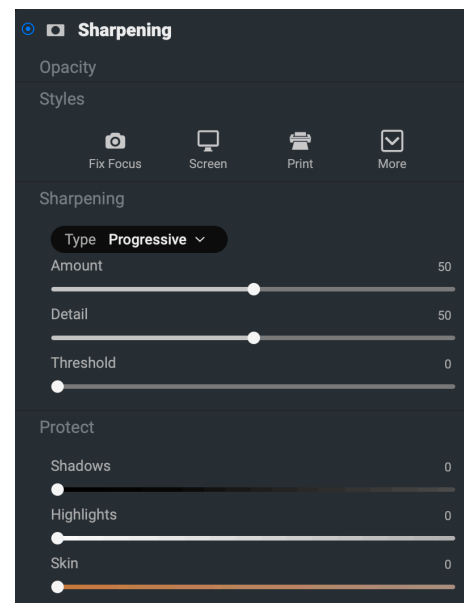 Sharpening
Opacity
Styles
Fix Focus Screen Print More
Sharpening
Type Progressive
Amount 50
Detail 50
Threshold 0
Protect
Shadows 0
Highlights 0
Skin 0